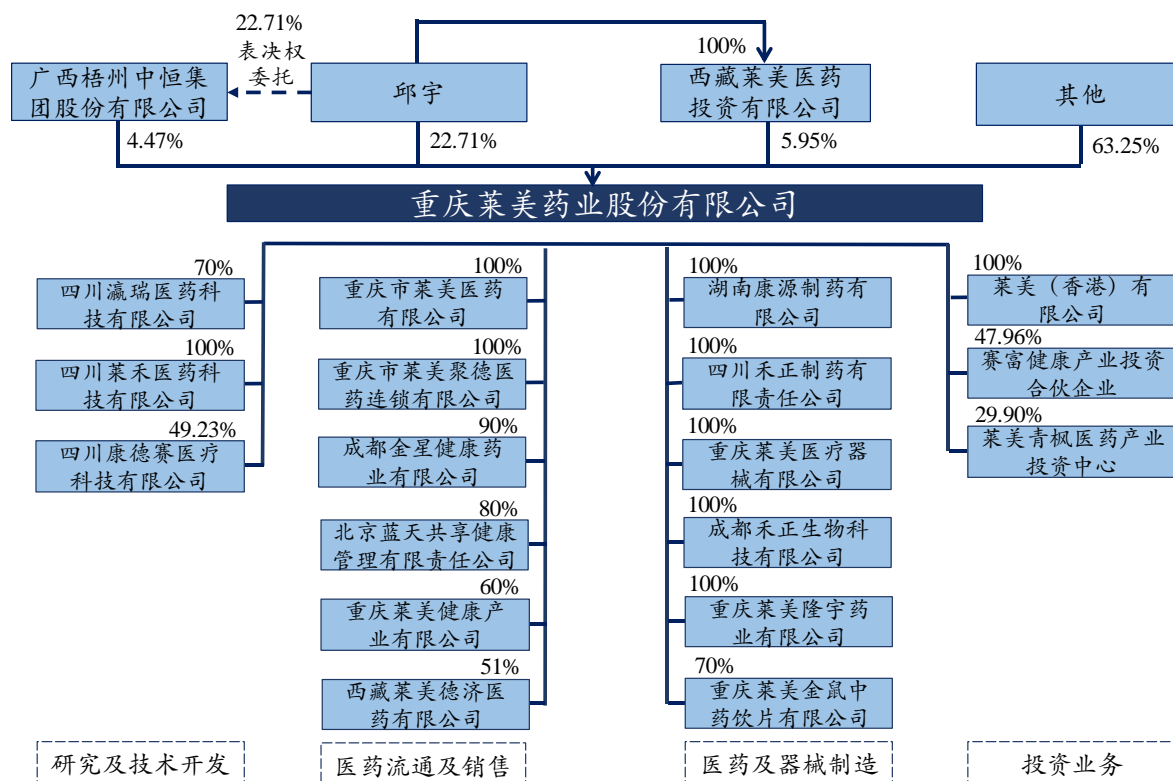 22.71%
表决权
委托
100%
广西梧州中恒集
团股份有限公司
邱宇
西藏莱美医药
投资有限公司
其他
4.47%
22.71%
5.95%
63.25%
重庆莱美药业股份有限公司
70%
四川瀛瑞医药科
技有限公司
100%
四川莱禾医药科
技有限公司
49.23%
四川康德赛医疗
科技有限公司
100%
重庆市莱美医药
有限公司
100%
重庆市莱美聚德医
药连锁有限公司
90%
成都金星健康药
业有限公司
80%
北京蓝天共享健康
管理有限责任公司
60%
重庆莱美健康产
业有限公司
51%
西藏莱美德济医
药有限公司
100%
湖南康源制药有
限公司
100%
四川禾正制药有
限责任公司
100%
重庆莱美医疗器
械有限公司
100%
成都禾正生物科
技有限公司
100%
重庆莱美隆宇药
业有限公司
70%
重庆莱美金鼠中
药饮片有限公司
100%
莱美（香港）有
限公司
47.96%
赛富健康产业投资
合伙企业
29.90%
莱美青枫医药产业
投资中心
研究及技术开发
医药流通及销售
医药及器械制造
投资业务